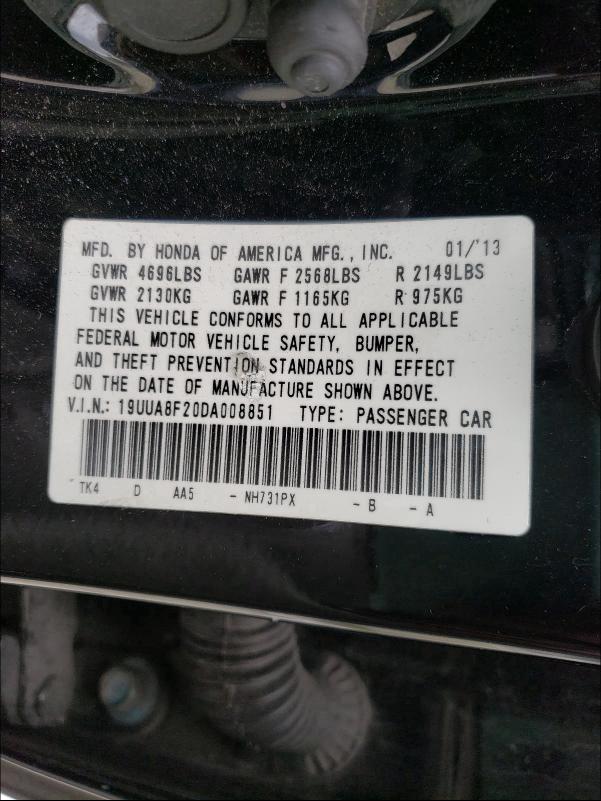 MFD. BY HONDA OF AMERICA MFG., INC. 01/'13
GVWR 4696LBS GAWR F 2568LBS R 2149LBS
GVWR 2130KG GAWR F 1165KG R 975KG
THIS VEHICLE CONFORMS TO ALL APPLICABLE
FEDERAL MOTOR VEHICLE SAFETY, BUMPER,
AND THEFT PREVENTION STANDARDS IN EFFECT
ON THE DATE OF MANUFACTURE SHOWN ABOVE.
V.I.N.: 19UUA8F20DA008851 TYPE: PASSENGER CAR
TK4 D AA5 - NH731PX - B - A